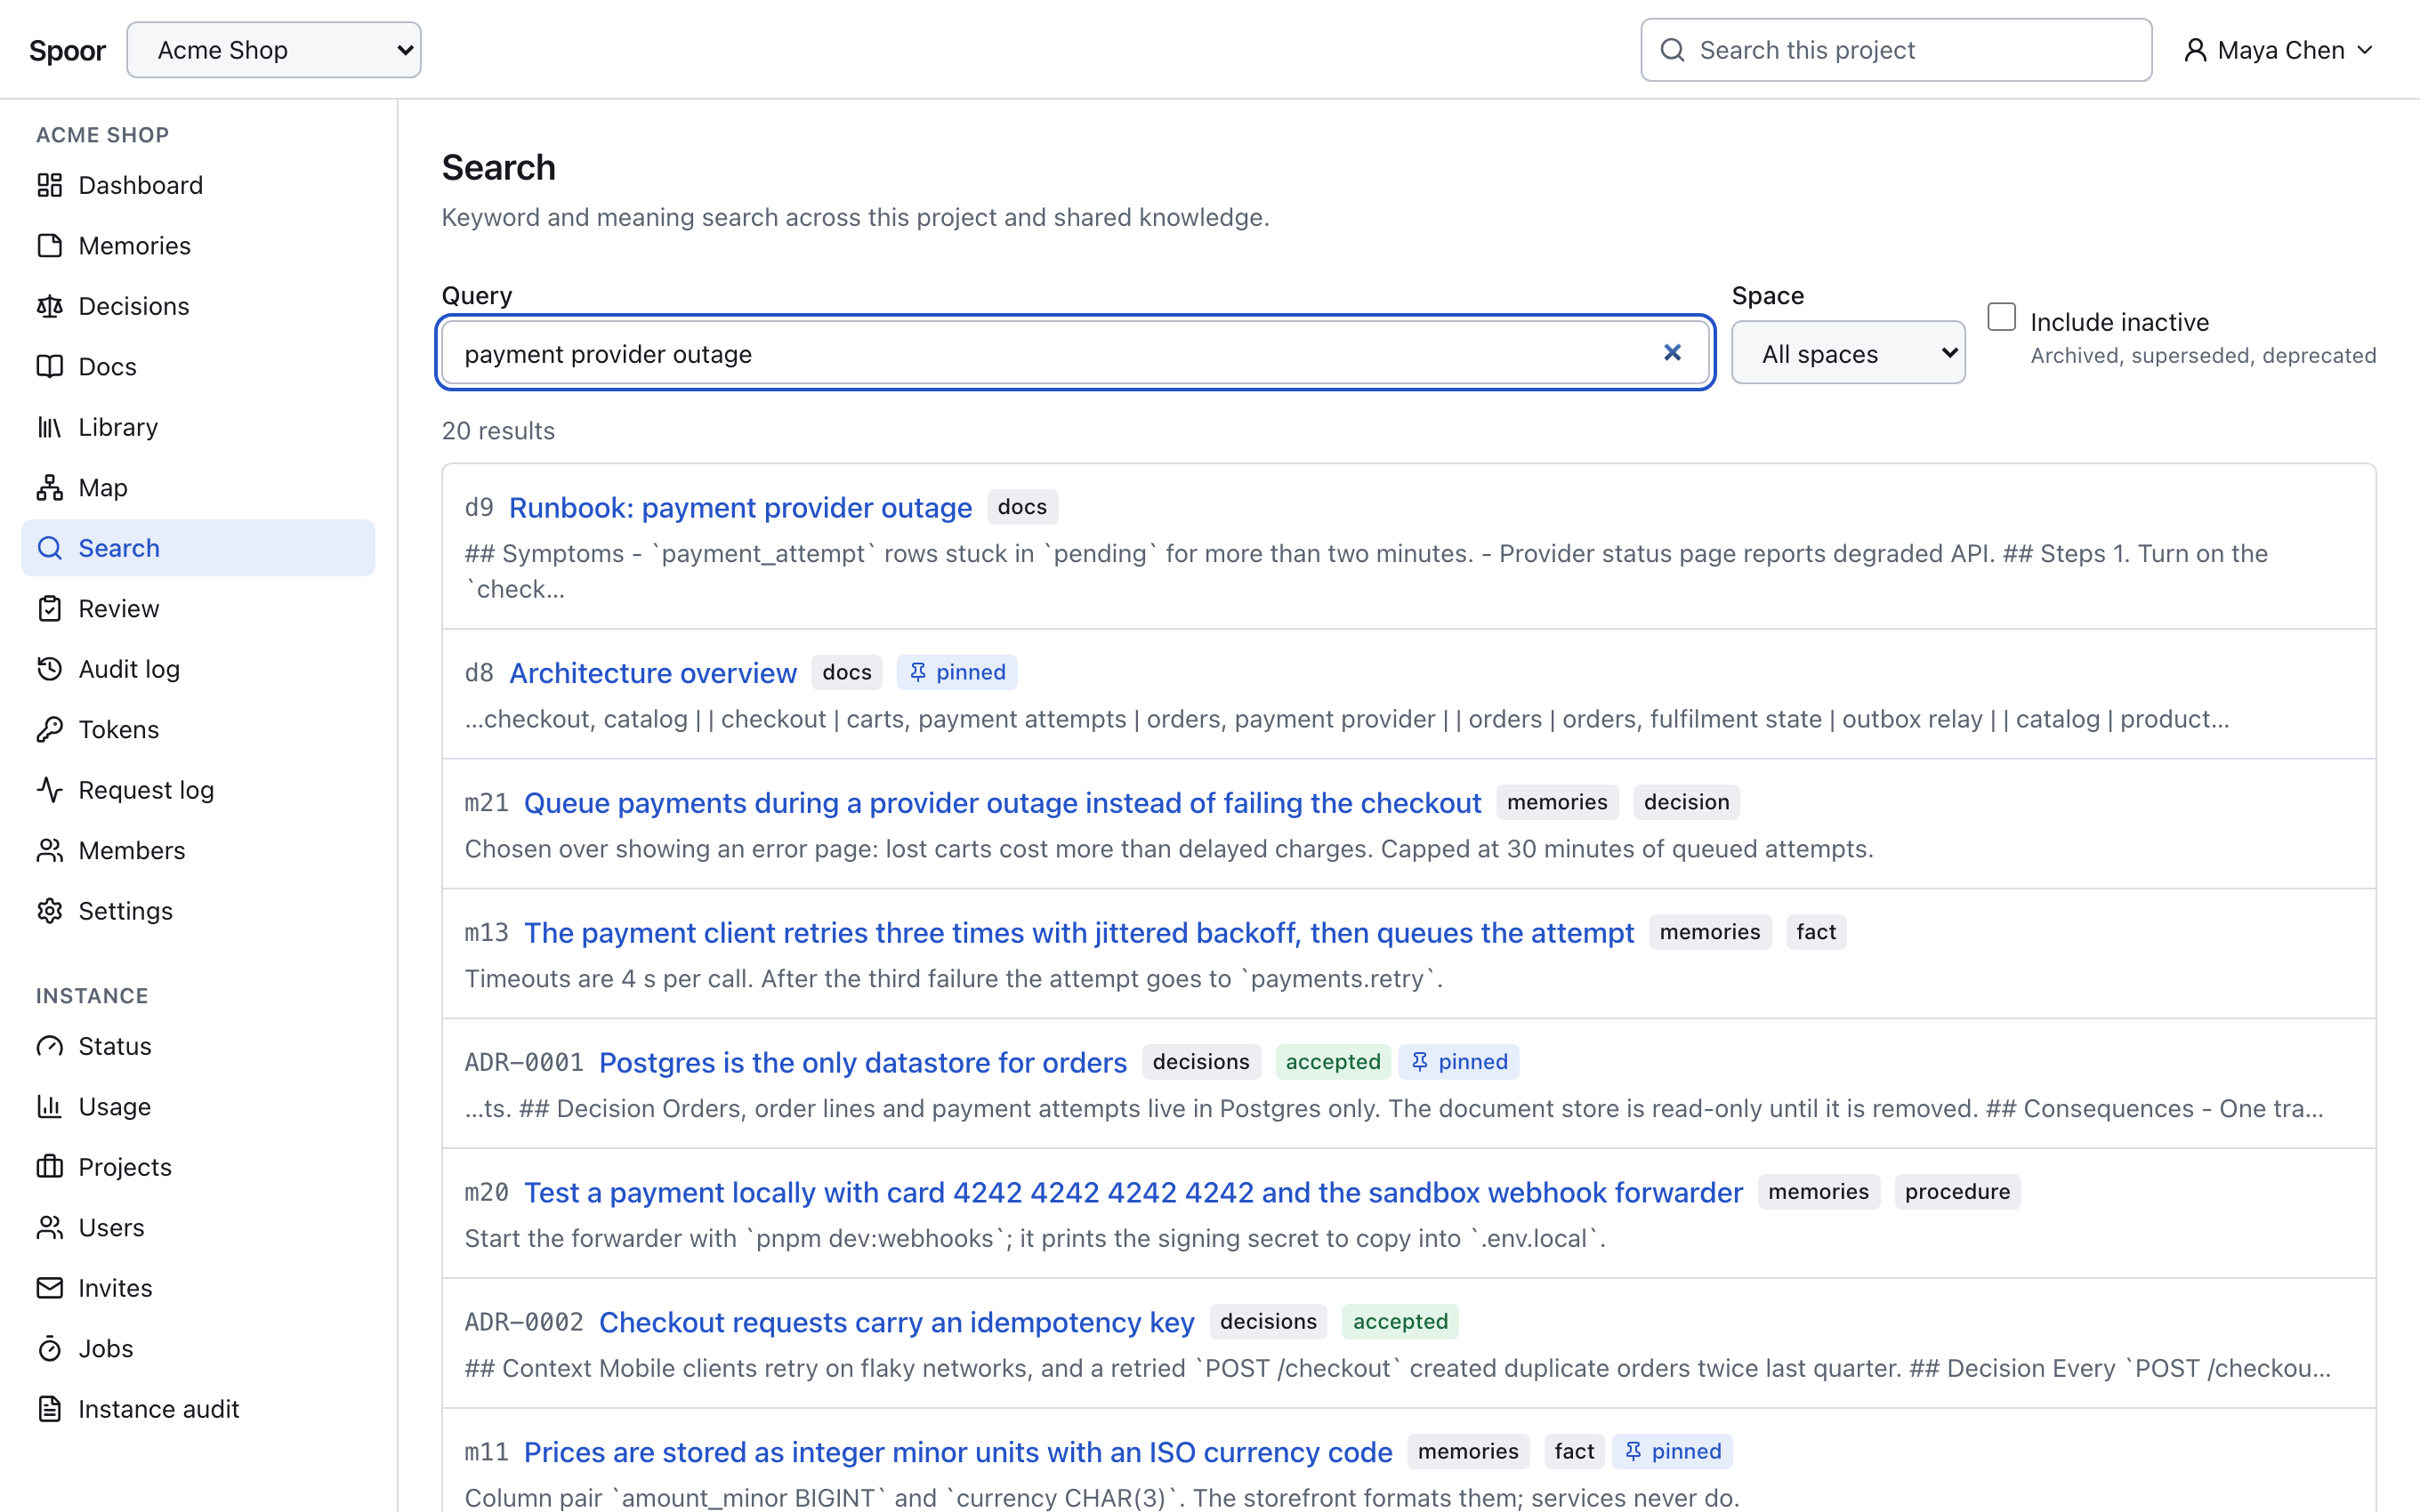 Spoor
Acme Shop
Search this project
Maya Chen
ACME SHOP
Dashboard
Memories
Decisions
Docs
Library
Map
Search
Review
Audit log
Tokens
Request log
Members
Settings
INSTANCE
Status
Usage
Projects
Users
Invites
Jobs
Instance audit
Search
Keyword and meaning search across this project and shared knowledge.
Query
payment provider outage
Space
All spaces
Include inactive
Archived, superseded, deprecated
20 results
d9 Runbook: payment provider outage docs
## Symptoms - `payment_attempt` rows stuck in `pending` for more than two minutes. - Provider status page reports degraded API. ## Steps 1. Turn on the
`check...
d8 Architecture overview docs pinned
...checkout, catalog | | checkout | carts, payment attempts | orders, payment provider | | orders | orders, fulfilment state | outbox relay | | catalog | product...
m21 Queue payments during a provider outage instead of failing the checkout memories decision
Chosen over showing an error page: lost carts cost more than delayed charges. Capped at 30 minutes of queued attempts.
m13 The payment client retries three times with jittered backoff, then queues the attempt memories fact
Timeouts are 4 s per call. After the third failure the attempt goes to `payments.retry`.
ADR-0001 Postgres is the only datastore for orders decisions accepted pinned
...ts. ## Decision Orders, order lines and payment attempts live in Postgres only. The document store is read-only until it is removed. ## Consequences - One tra...
m20 Test a payment locally with card 4242 4242 4242 4242 and the sandbox webhook forwarder memories procedure
Start the forwarder with `pnpm dev:webhooks`; it prints the signing secret to copy into `.env.local`.
ADR-0002 Checkout requests carry an idempotency key decisions accepted
## Context Mobile clients retry on flaky networks, and a retried `POST /checkout` created duplicate orders twice last quarter. ## Decision Every `POST /checkou...
m11 Prices are stored as integer minor units with an ISO currency code memories fact pinned
Column pair `amount_minor BIGINT` and `currency CHAR(3)`. The storefront formats them; services never do.